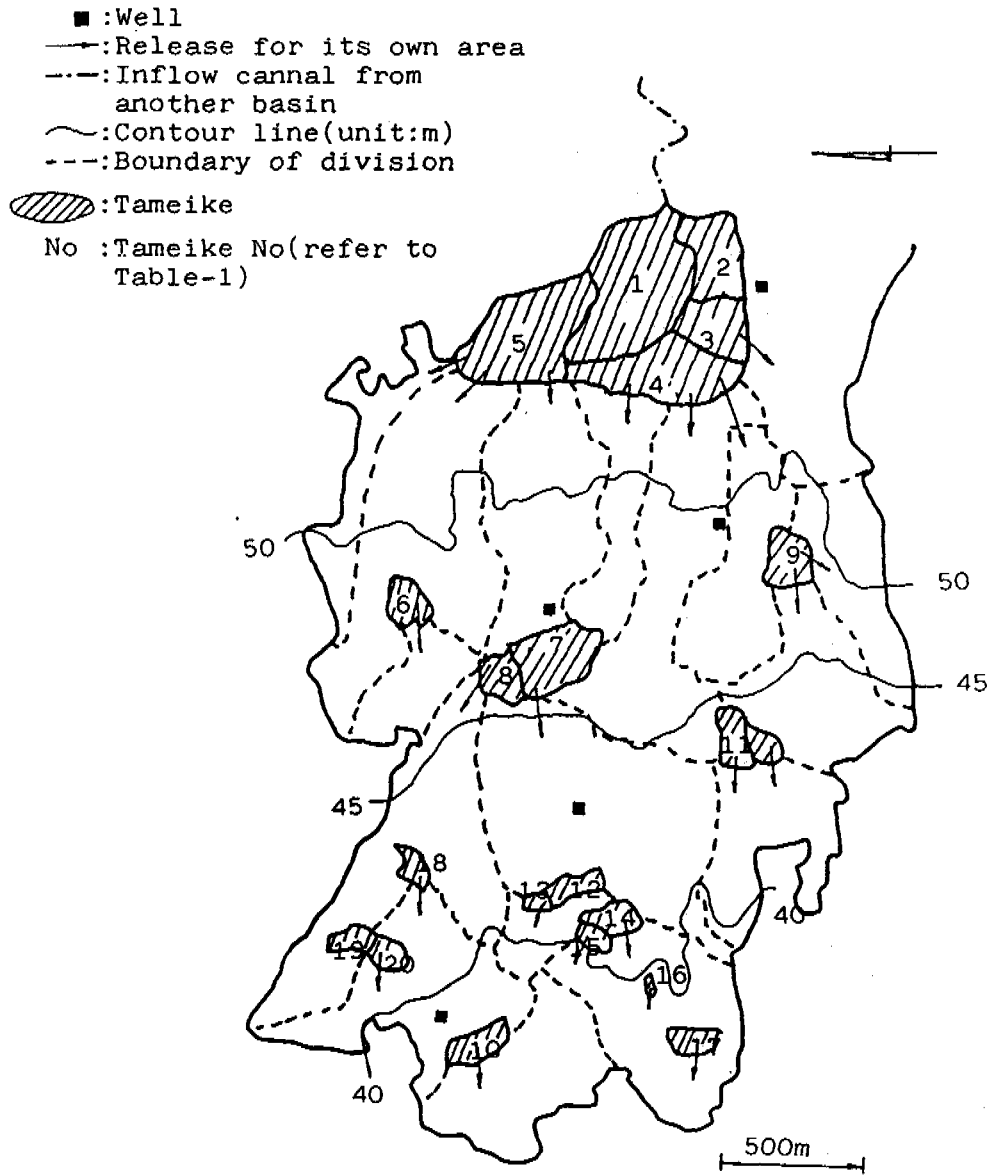 ■ :Well
:Release for its own area
:Inflow cannal from
another basin
:Contour line(unit:m)
:Boundary of division
:Tameike
No :Tameike No(refer to
Table-1)
1
2
3
4
5
50
9
50
6
7
8
45
11
45
18
13
12
14
40
19
20
15
16
10
17
40
500m